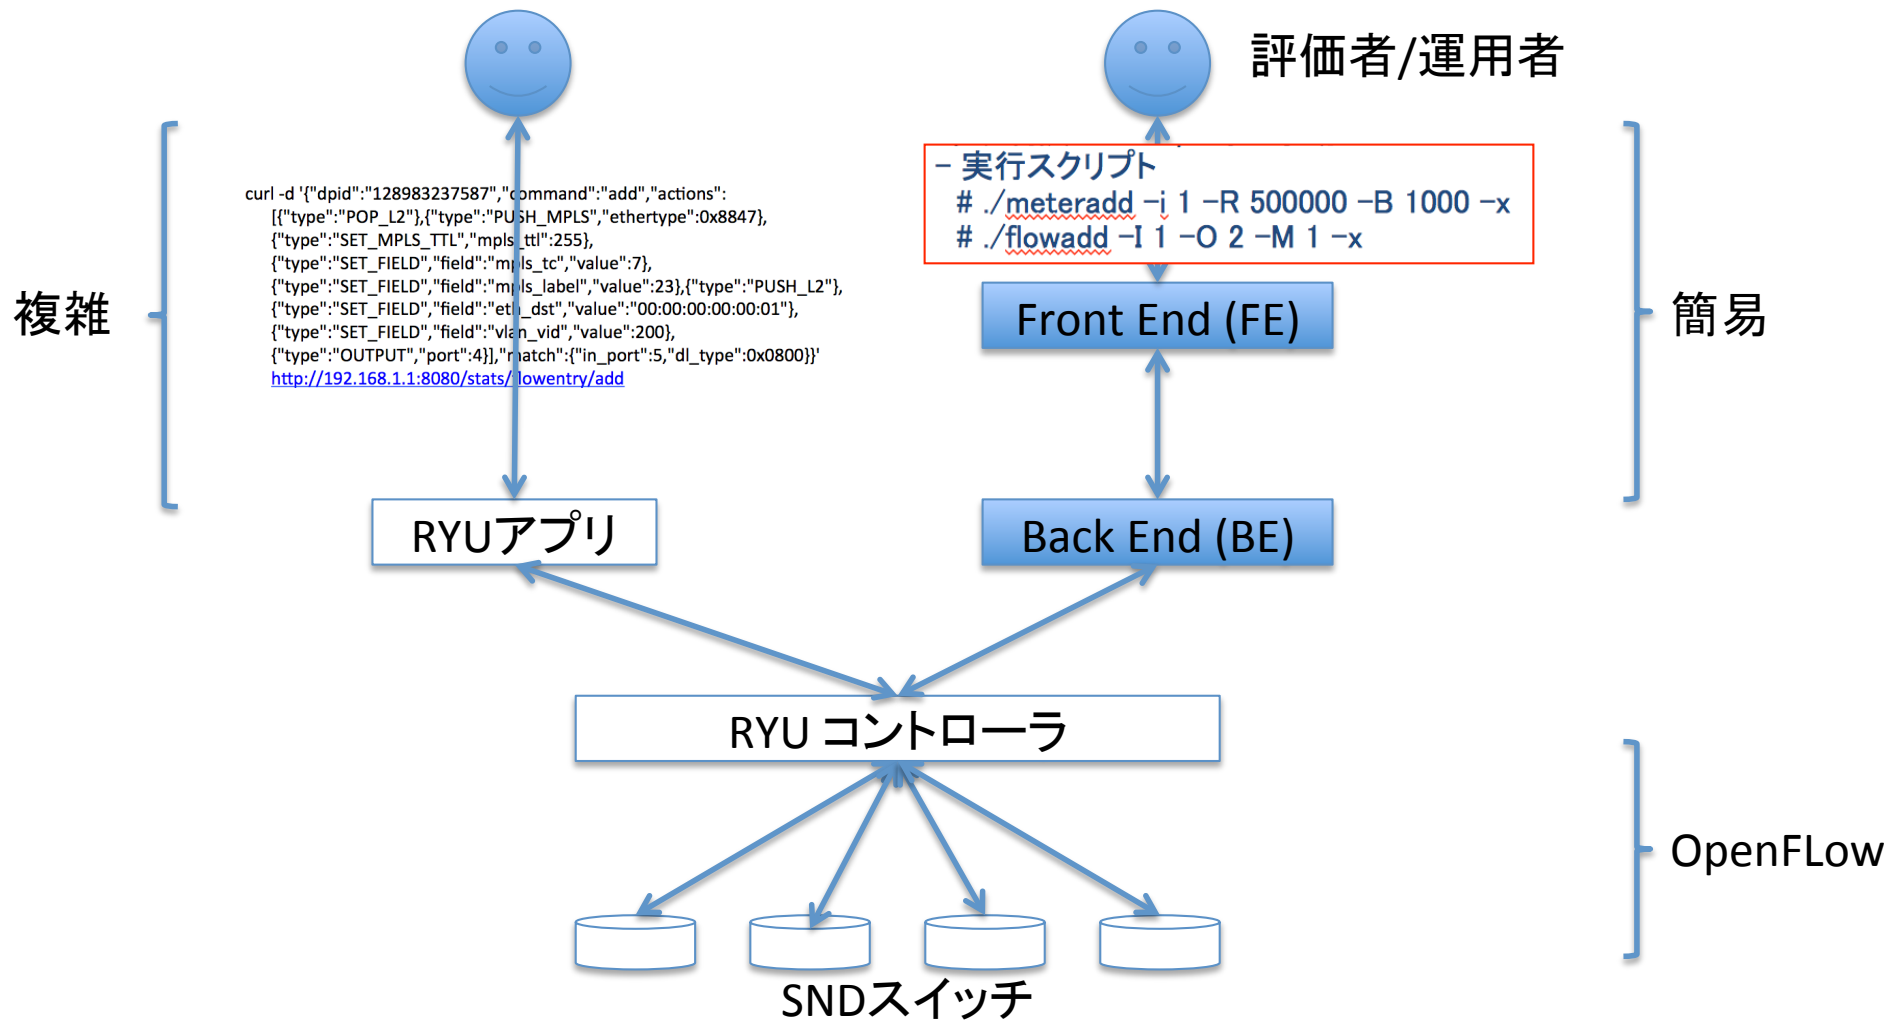 評価者/運用者
複雑
curl -d '{"dpid":"128983237587","command":"add","actions":
[{"type":"POP_L2"},{"type":"PUSH_MPLS","ethertype":0x8847},
{"type":"SET_MPLS_TTL","mpls_ttl":255},
{"type":"SET_FIELD","field":"mpls_tc","value":7},
{"type":"SET_FIELD","field":"mpls_label","value":23},{"type":"PUSH_L2"},
{"type":"SET_FIELD","field":"eth_dst","value":"00:00:00:00:00:01"},
{"type":"SET_FIELD","field":"vlan_vid","value":200},
{"type":"OUTPUT","port":4}],"match":{"in_port":5,"dl_type":0x0800}}'
http://192.168.1.1:8080/stats/flowentry/add
– 実行スクリプト
# ./meteradd –i 1 –R 500000 –B 1000 –x
# ./flowadd –I 1 –O 2 –M 1 –x
Front End (FE)
簡易
RYUアプリ
Back End (BE)
RYU コントローラ
OpenFLow
SNDスイッチ